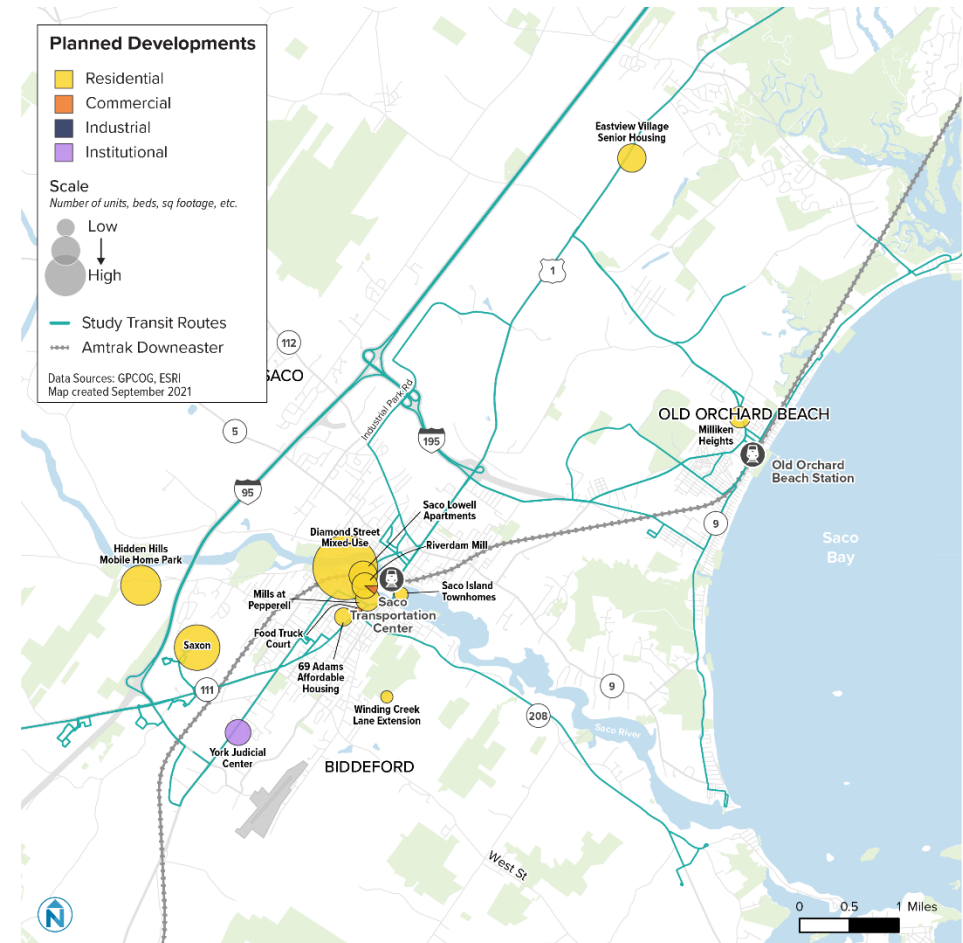 Planned Developments
Residential
Commercial
Industrial
Institutional
Scale
Number of units, beds, sq footage, etc.
Low
High
Study Transit Routes
Amtrak Downeaster
Data Sources: GPCOG, ESRI
Map created September 2021
Eastview Village
Senior Housing
1
112
SACO
Industrial Park Rd
5
195
OLD ORCHARD BEACH
Milliken
Heights
Old Orchard
Beach Station
95
9
Saco
Bay
Saco Lowell
Apartments
Diamond Street
Mixed-Use
Riverdam Mill
Hidden Hills
Mobile Home Park
Mills at
Pepperell
Saco Island
Townhomes
Saco
Transportation
Center
Food Truck
Court
Saxon
69 Adams
Affordable
Housing
111
9
Winding Creek
Lane Extension
208
Saco River
York Judicial
Center
BIDDEFORD
West St
N
0 0.5 1 Miles